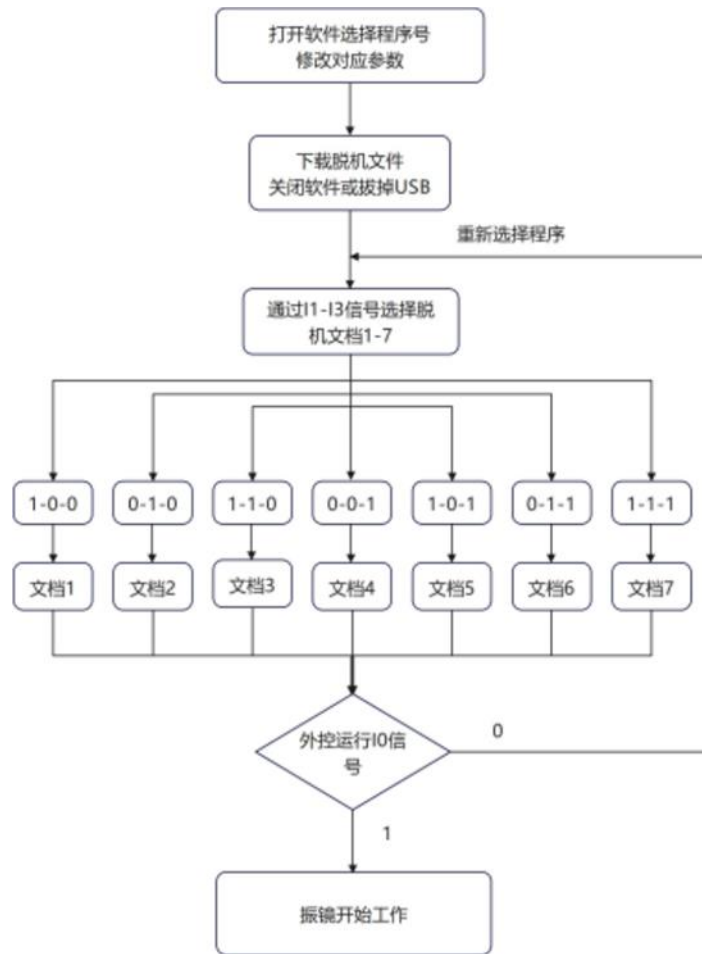 打开软件选择程序号
修改对应参数
下载脱机文件
关闭软件或拔掉USB
重新选择程序
通过I1-I3信号选择脱
机文档1-7
1-0-0
0-1-0
1-1-0
0-0-1
1-0-1
0-1-1
1-1-1
文档1
文档2
文档3
文档4
文档5
文档6
文档7
外控运行I0信
号
0
1
振镜开始工作